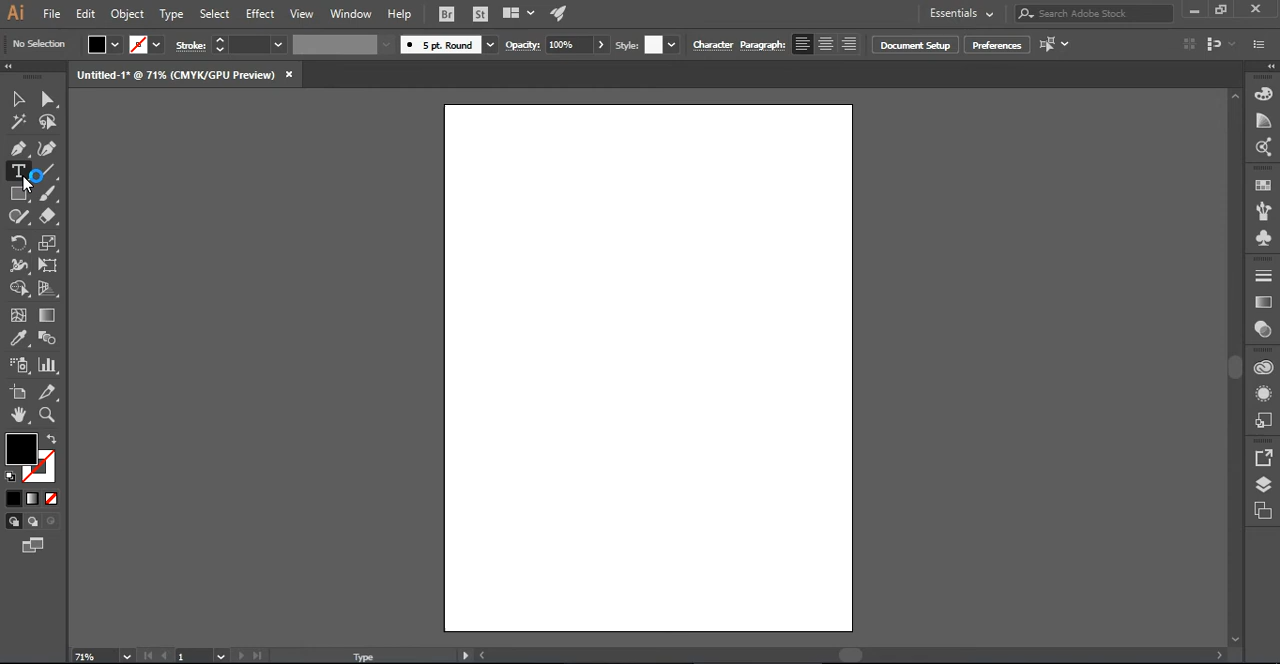 Ai File Edit Object Type Select Effect View Window Help Br St Essentials Search Adobe Stock
No Selection Stroke: 5 pt. Round Opacity: 100% Style: Character Paragraph: Document Setup Preferences
Untitled-1* @ 71% (CMYK/GPU Preview)
T
71% 1 Type